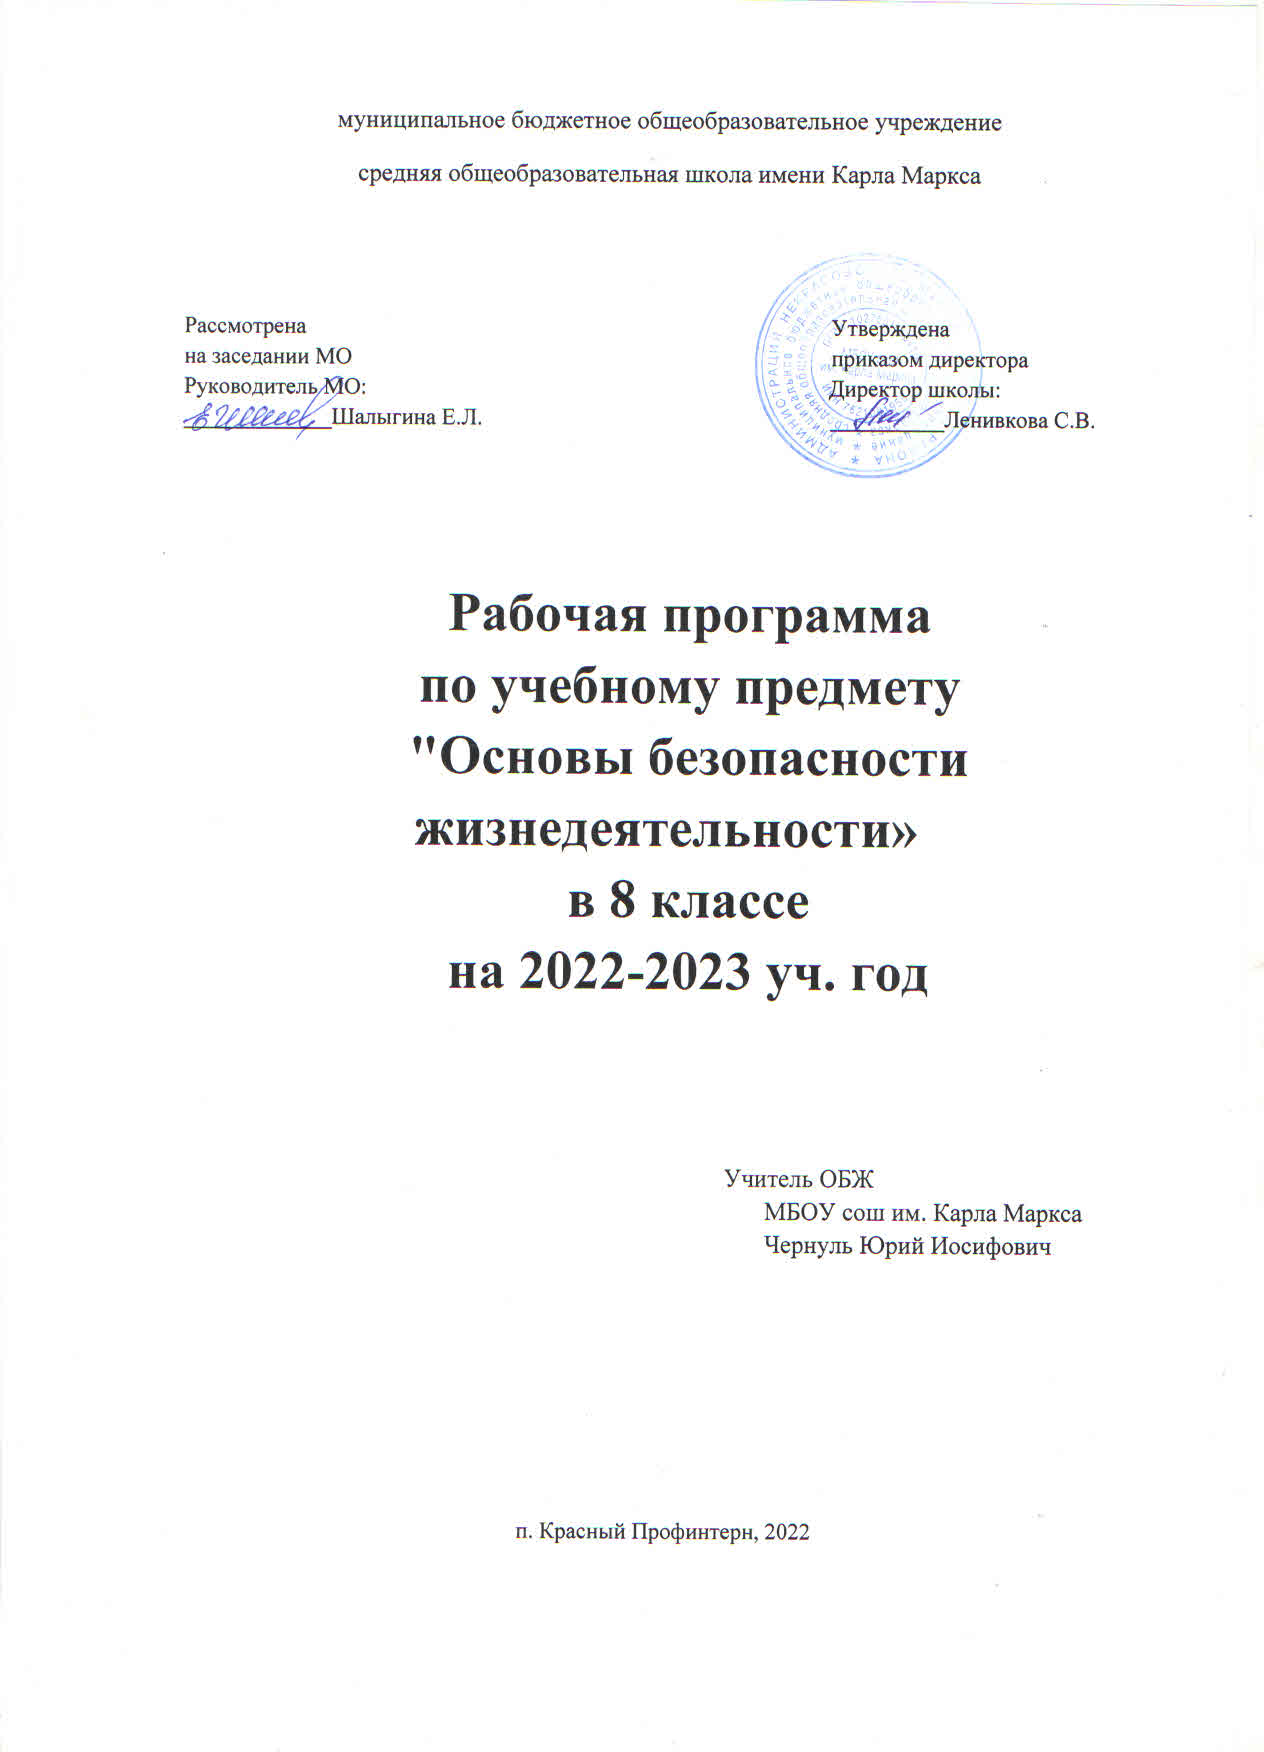 муниципальное бюджетное общеобразовательное учреждение
средняя общеобразовательная школа имени Карла Маркса
Рассмотрена
на заседании МО
Руководитель МО:
Шалыгина Е.Л.
Утверждена
приказом директора
Директор школы:
Ленивкова С.В.
Рабочая программа
по учебному предмету
"Основы безопасности
жизнедеятельности»
в 8 классе
на 2022-2023 уч. год
Учитель ОБЖ
МБОУ сош им. Карла Маркса
Чернуль Юрий Иосифович
п. Красный Профинтерн, 2022